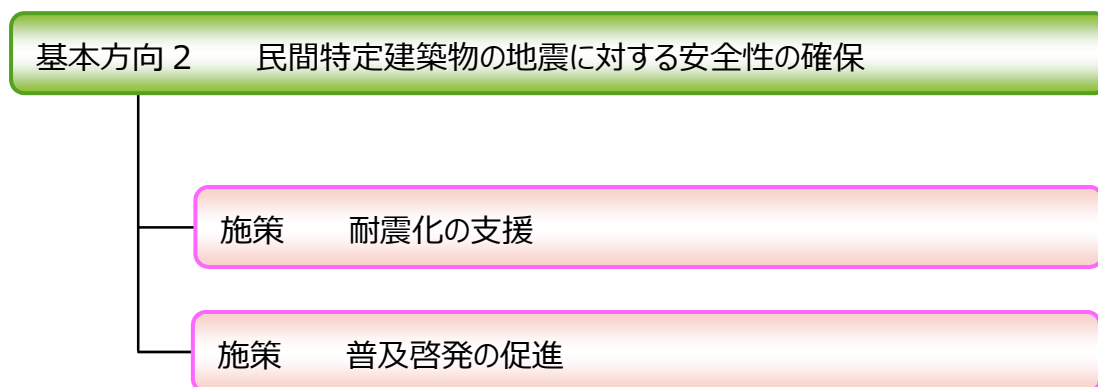 基本方向２　　民間特定建築物の地震に対する安全性の確保
施策　　耐震化の支援
施策　　普及啓発の促進